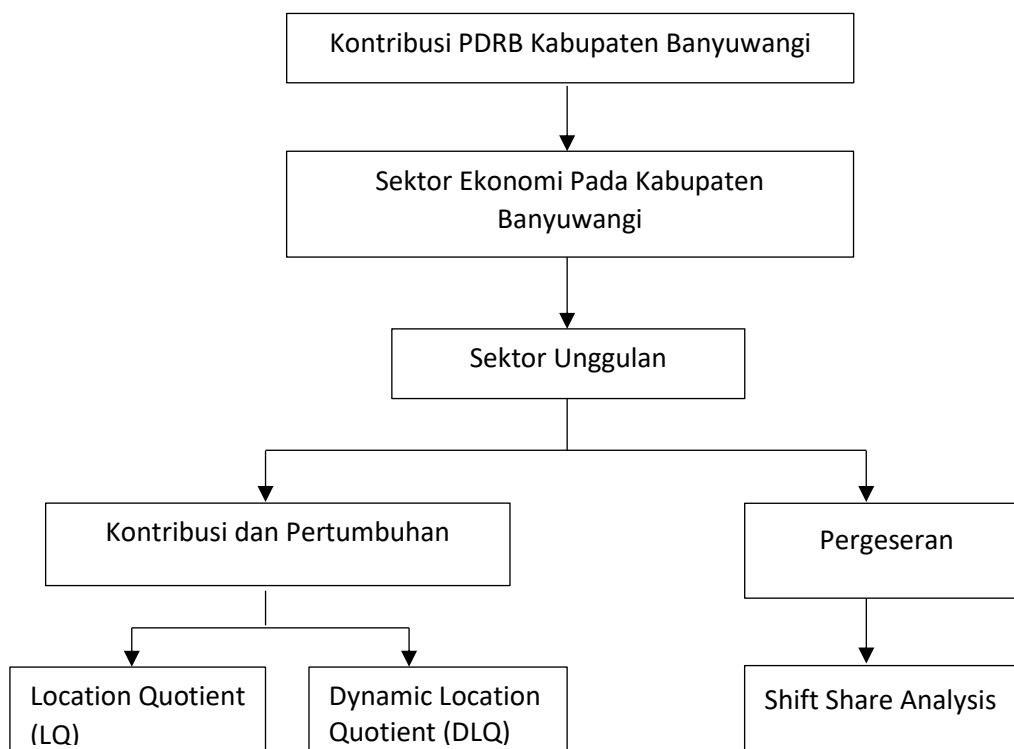 Kontribusi PDRB Kabupaten Banyuwangi
Sektor Ekonomi Pada Kabupaten
Banyuwangi
Sektor Unggulan
Kontribusi dan Pertumbuhan
Pergeseran
Location Quotient
(LQ)
Dynamic Location
Quotient (DLQ)
Shift Share Analysis